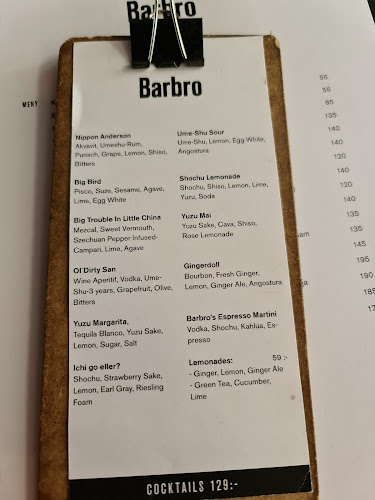 Barbro
Barbro
Nippon Anderson
Akvavit, Umeshu-Rum,
Punsch, Grape, Lemon, Shiso,
Bitters
Big Bird
Pisco, Suze, Sesame, Agave,
Lime, Egg White
Big Trouble In Little China
Mezcal, Sweet Vermouth,
Szechuan Pepper Infused-
Campari, Lime, Agave
Ol'Dirty San
Wine Aperitif, Vodka, Ume-
Shu-3 years, Grapefruit, Olive,
Bitters
Yuzu Margarita,
Tequila Blanco, Yuzu Sake,
Lemon, Sugar, Salt
Ichi go eller?
Shochu, Strawberry Sake,
Lemon, Earl Gray, Riesling
Foam
Ume-Shu Sour
Ume-Shu, Lemon, Egg White,
Angostura
Shochu Lemonade
Shochu, Shiso, Lemon, Lime,
Yuzu, Soda
Yuzu Mai
Yuzu Sake, Cava, Shiso,
Rose Lemonade
Gingerdoll
Bourbon, Fresh Ginger,
Lemon, Ginger Ale, Angostura
Barbro's Espresso Martini
Vodka, Shochu, Kahlúa, Es-
presso
Lemonades: 59 :-
- Ginger, Lemon, Ginger Ale
- Green Tea, Cucumber,
Lime
COCKTAILS 129:-
MENY
55
55
65
135
140
120
140
120
140
135
145
195
190
185